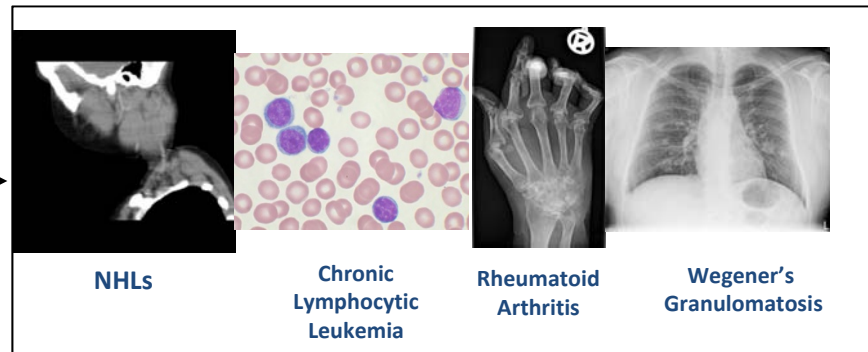 NHLs
Chronic
Lymphocytic
Leukemia
Rheumatoid
Arthritis
Wegener’s
Granulomatosis
R
L